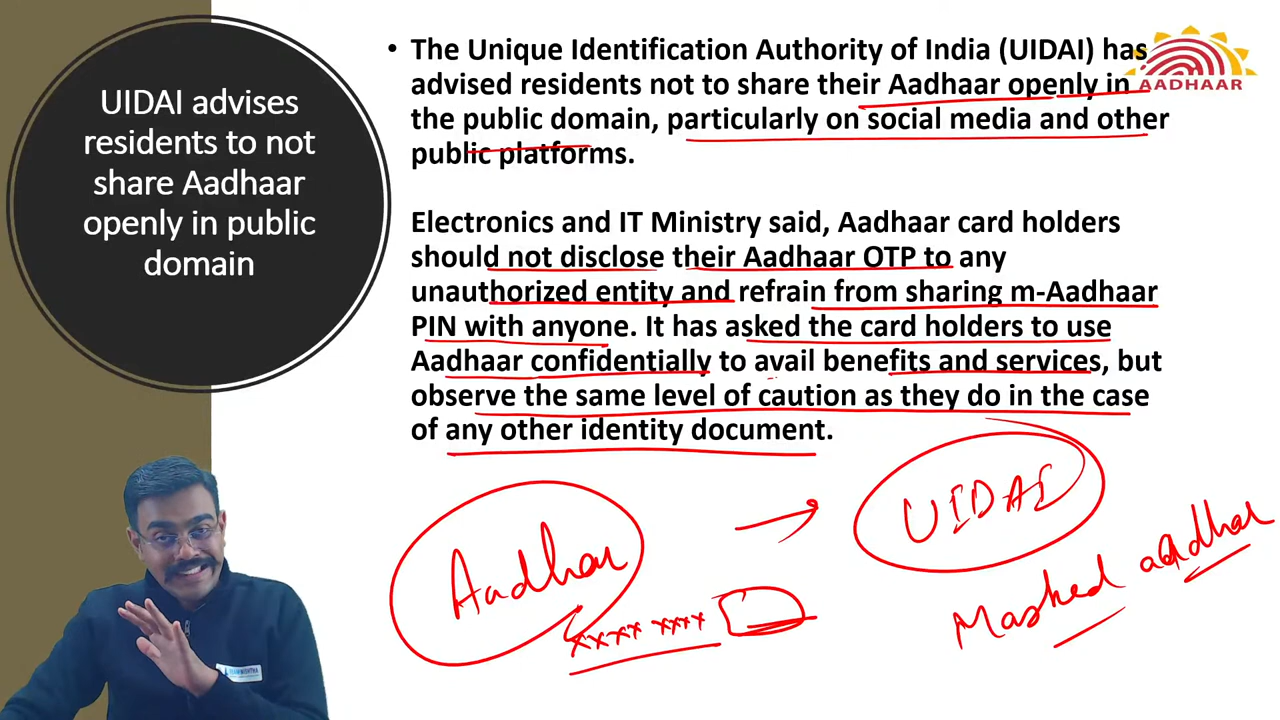 UIDAI advises
residents to not
share Aadhaar
openly in public
domain
• The Unique Identification Authority of India (UIDAI) has
advised residents not to share their Aadhaar openly in
the public domain, particularly on social media and other
public platforms.
AADHAAR
Electronics and IT Ministry said, Aadhaar card holders
should not disclose their Aadhaar OTP to any
unauthorized entity and refrain from sharing m-Aadhaar
PIN with anyone. It has asked the card holders to use
Aadhaar confidentially to avail benefits and services, but
observe the same level of caution as they do in the case
of any other identity document.
Aadhar
UIDAI
xxxx xxxx
Masked aadhar